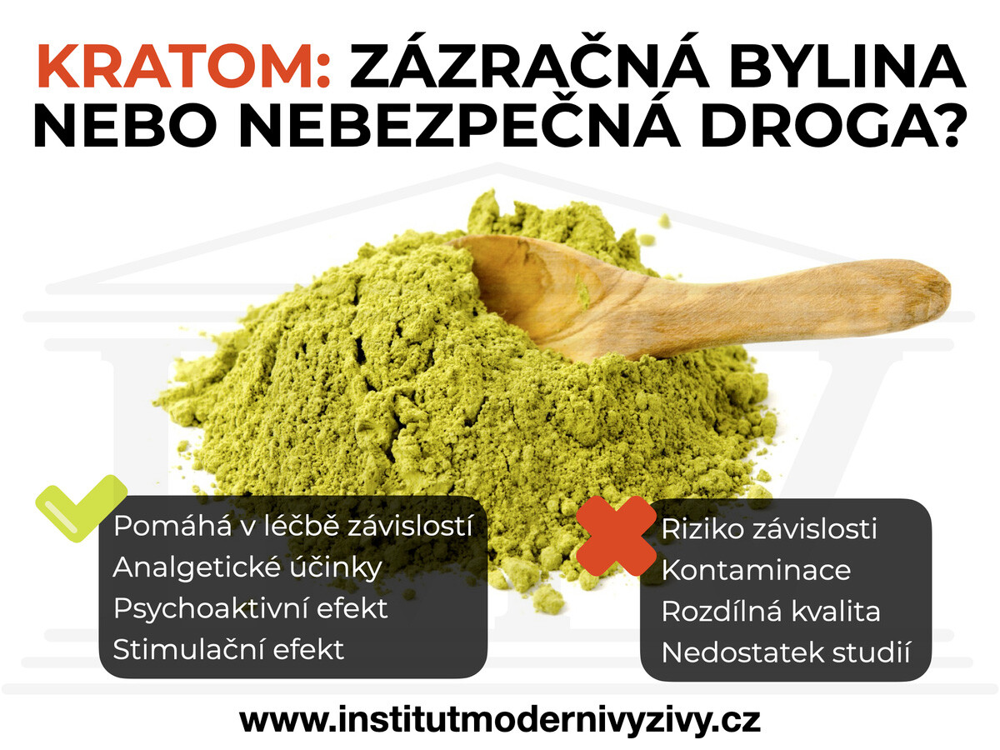 KRATOM: ZÁZRAČNÁ BYLINA
NEBO NEBEZPEČNÁ DROGA?
Pomáhá v léčbě závislostí
Analgetické účinky
Psychoaktivní efekt
Stimulační efekt
Riziko závislosti
Kontaminace
Rozdílná kvalita
Nedostatek studií
www.institutmodernivyzivy.cz